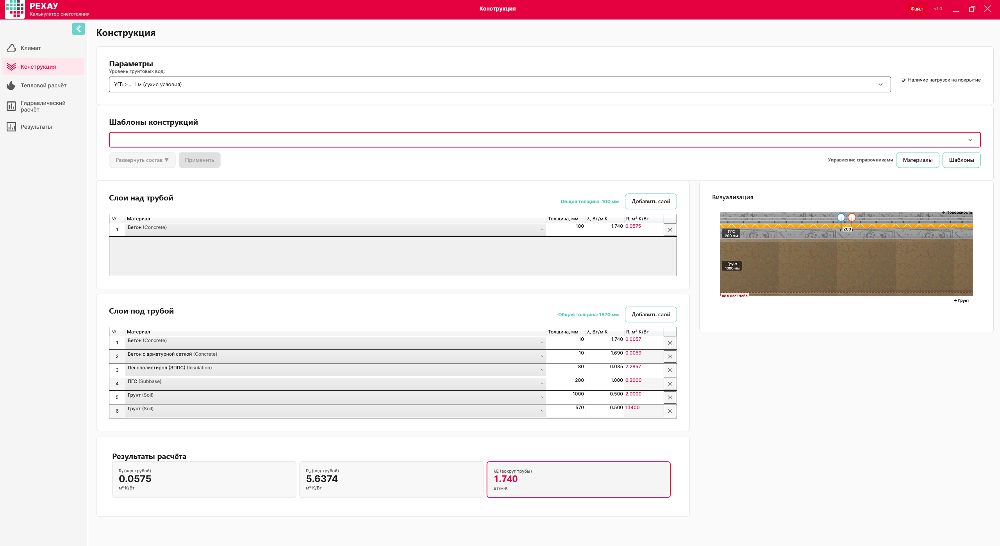 РЕХАУ
Калькулятор снеготаяния
Конструкция
Файл
v1.0
Климат
Конструкция
Тепловой расчёт
Гидравлический
расчёт
Результаты
Конструкция
Параметры
Уровень грунтовых вод:
УГВ >= 1 м (сухие условия)
Наличие нагрузок на покрытие
Шаблоны конструкций
Развернуть состав ▼
Применить
Управление справочниками
Материалы
Шаблоны
Слои над трубой
Общая толщина: 100 мм
Добавить слой
№ Материал Толщина, мм λ, Вт/м·К R, м²·К/Вт
1 Бетон (Concrete) 100 1.740 0.0575
Слои под трубой
Общая толщина: 1870 мм
Добавить слой
№ Материал Толщина, мм λ, Вт/м·К R, м²·К/Вт
1 Бетон (Concrete) 10 1.740 0.0057
2 Бетон с арматурной сеткой (Concrete) 10 1.690 0.0059
3 Пенополистирол (ЭППС) (Insulation) 80 0.035 2.2857
4 ПГС (Subbase) 200 1.000 0.2000
5 Грунт (Soil) 1000 0.500 2.0000
6 Грунт (Soil) 570 0.500 1.1400
Результаты расчёта
R₁ (над трубой)
0.0575
м²·К/Вт
R₂ (под трубой)
5.6374
м²·К/Вт
λE (вокруг трубы)
1.740
Вт/м·К
Визуализация
← Поверхность
200
ПГС
200 мм
Грунт
1000 мм
не в масштабе
← Грунт